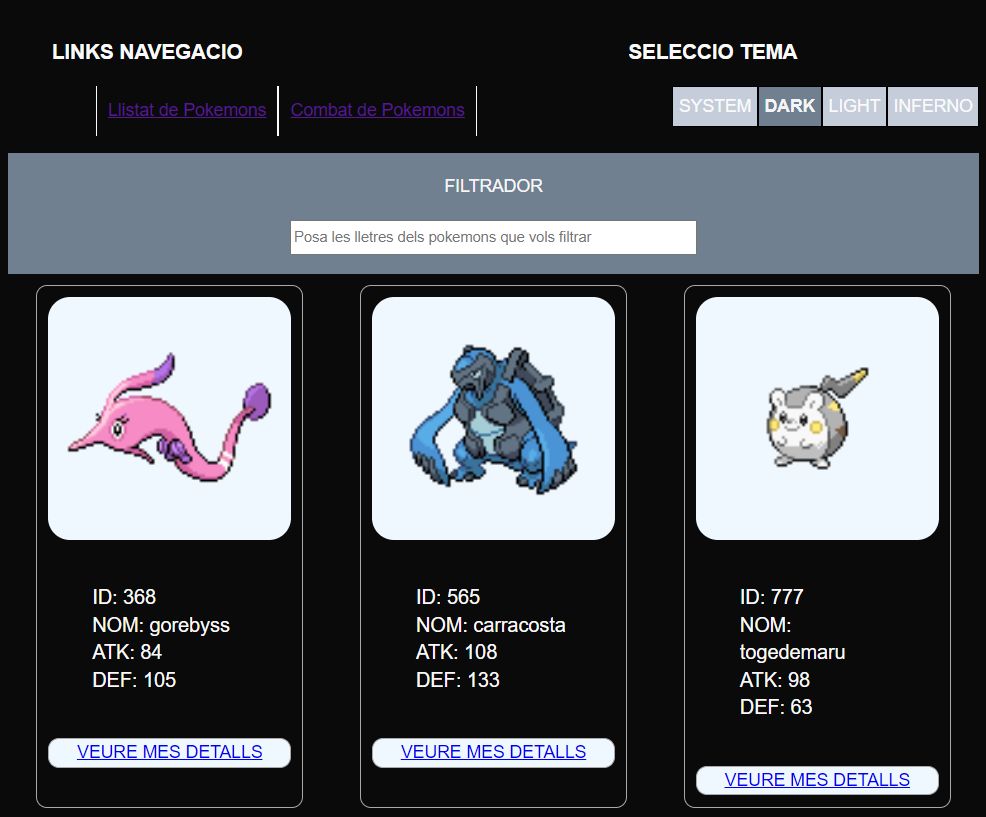 LINKS NAVEGACIO
SELECCIO TEMA
Llistat de Pokemons
Combat de Pokemons
SYSTEM
DARK
LIGHT
INFERNO
FILTRADOR
Posa les lletres dels pokemons que vols filtrar
ID: 368
NOM: gorebyss
ATK: 84
DEF: 105
VEURE MES DETALLS
ID: 565
NOM: carracosta
ATK: 108
DEF: 133
VEURE MES DETALLS
ID: 777
NOM:
togedemaru
ATK: 98
DEF: 63
VEURE MES DETALLS